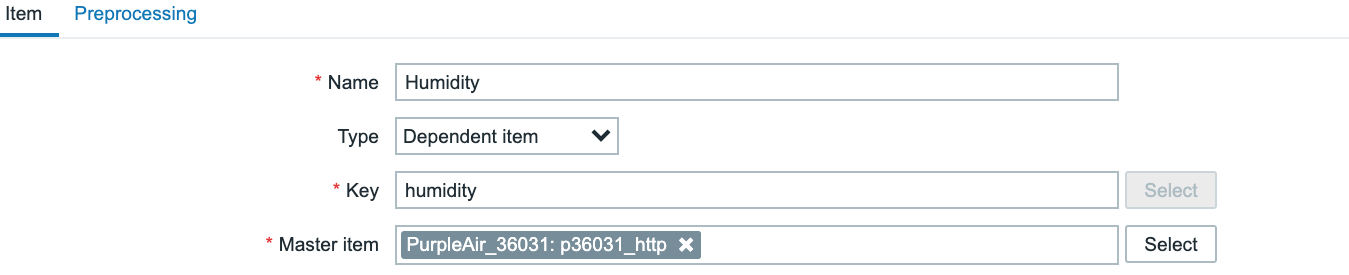 Item Preprocessing
* Name Humidity
Type Dependent item
* Key humidity Select
* Master item PurpleAir_36031: p36031_http Select